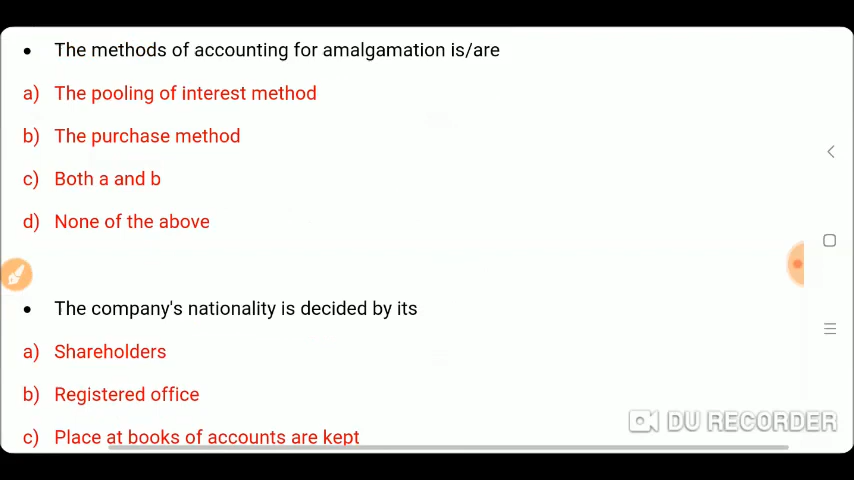 • The methods of accounting for amalgamation is/are
a) The pooling of interest method
b) The purchase method
c) Both a and b
d) None of the above
• The company's nationality is decided by its
a) Shareholders
b) Registered office
c) Place at books of accounts are kept
DU RECORDER